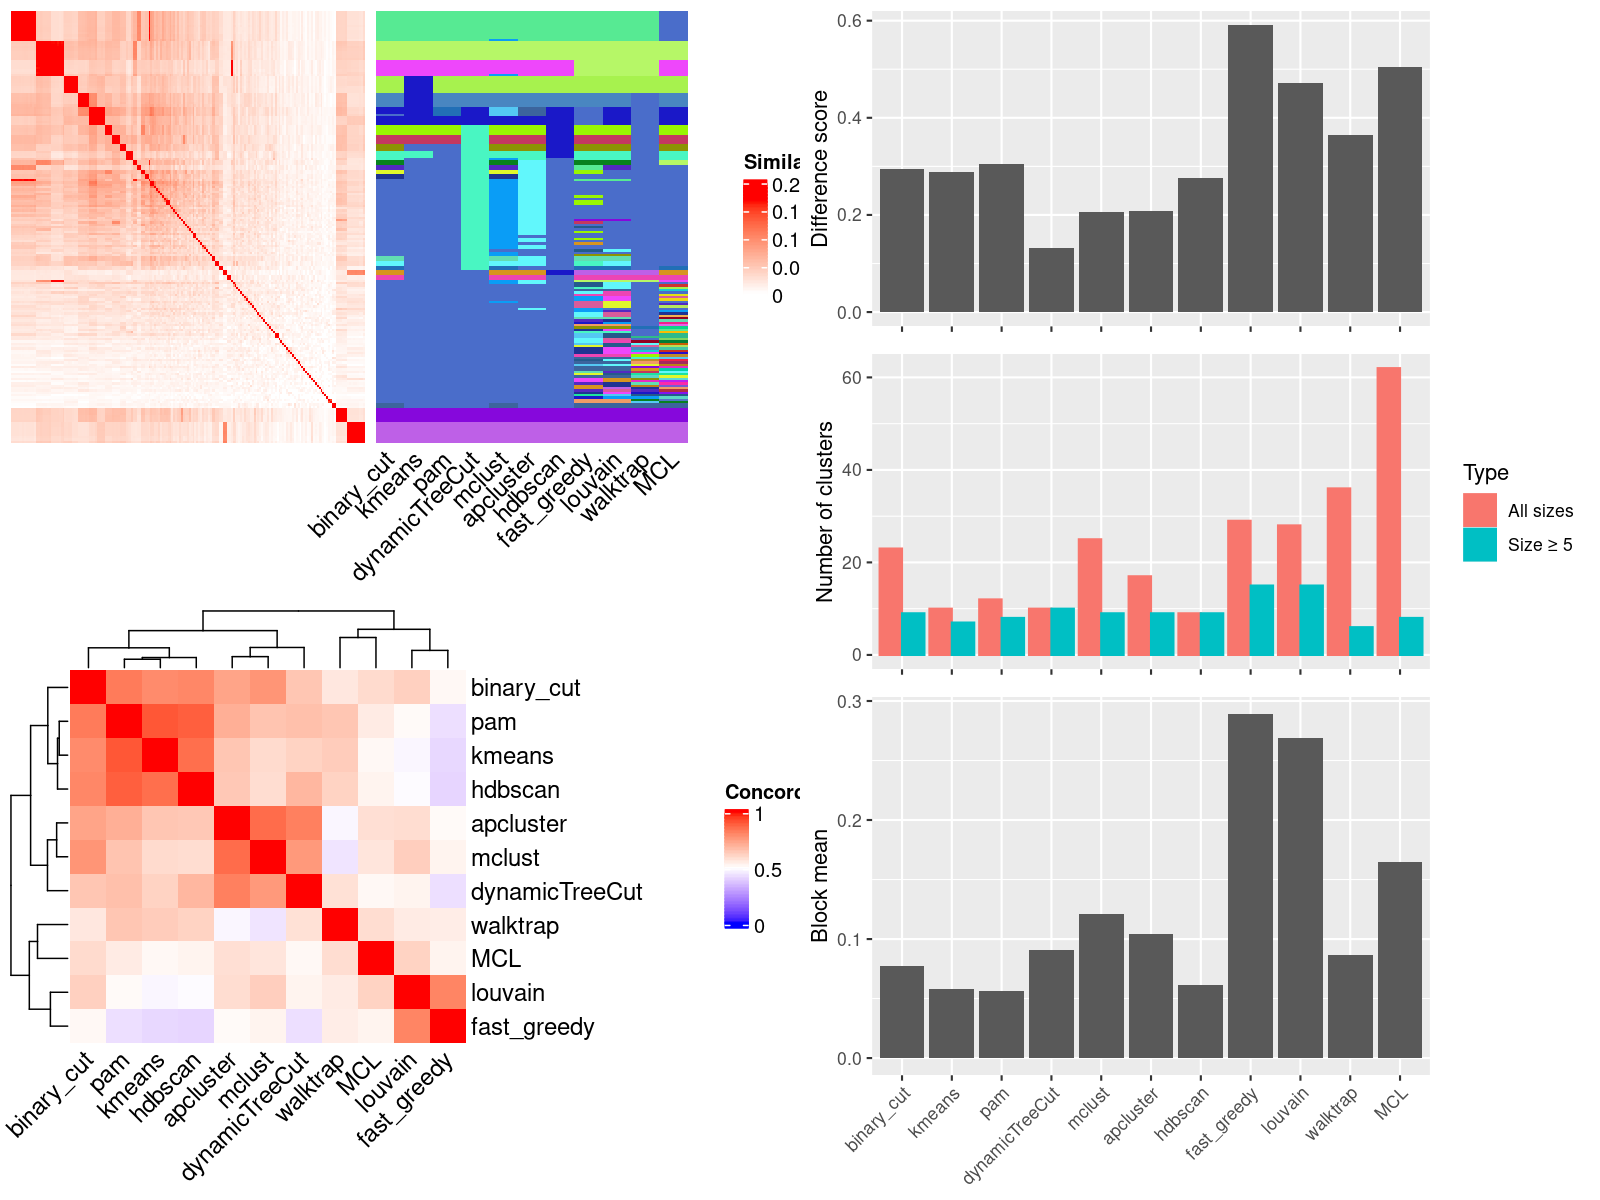 Simila
0.2
0.1
0.0
0
binary_cut
kmeans
pam
dynamicTreeCut
mclust
apcluster
hdbscan
fast_greedy
louvain
walktrap
MCL
binary_cut
pam
kmeans
hdbscan
apcluster
mclust
dynamicTreeCut
walktrap
MCL
louvain
fast_greedy
binary_cut
pam
kmeans
hdbscan
apcluster
mclust
dynamicTreeCut
walktrap
MCL
louvain
fast_greedy
Concord
1
0.5
0
Difference score
0.6
0.4
0.2
0.0
Number of clusters
60
40
20
0
Type
All sizes
Size ≥ 5
Block mean
0.3
0.2
0.1
0.0
binary_cut
kmeans
pam
dynamicTreeCut
mclust
apcluster
hdbscan
fast_greedy
louvain
walktrap
MCL